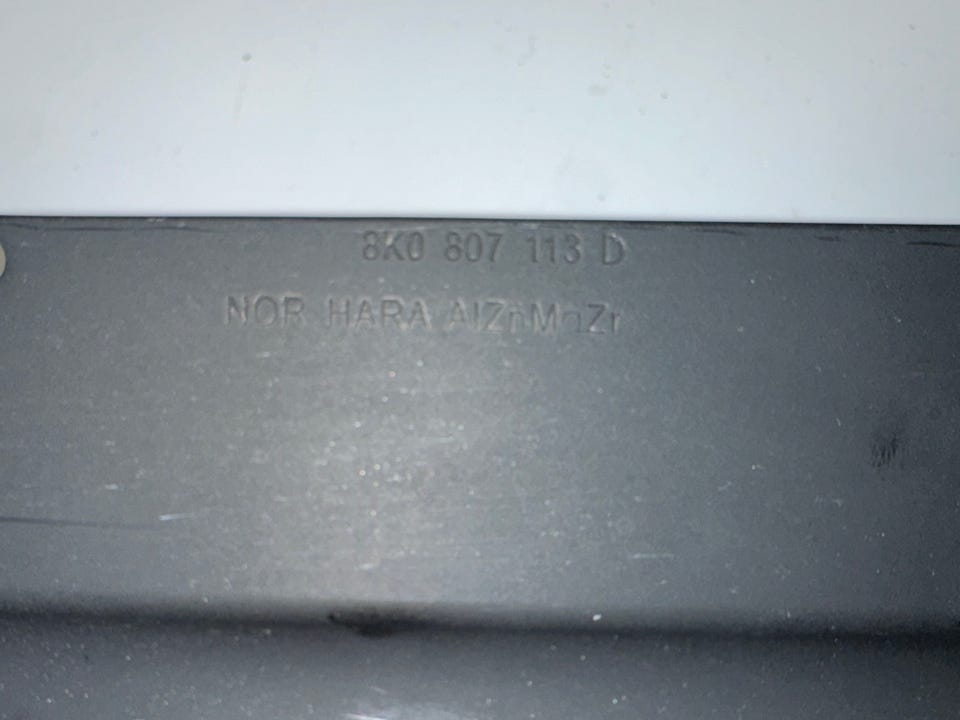 8K0 807 113 D
NOR HARA AlZnMgZr